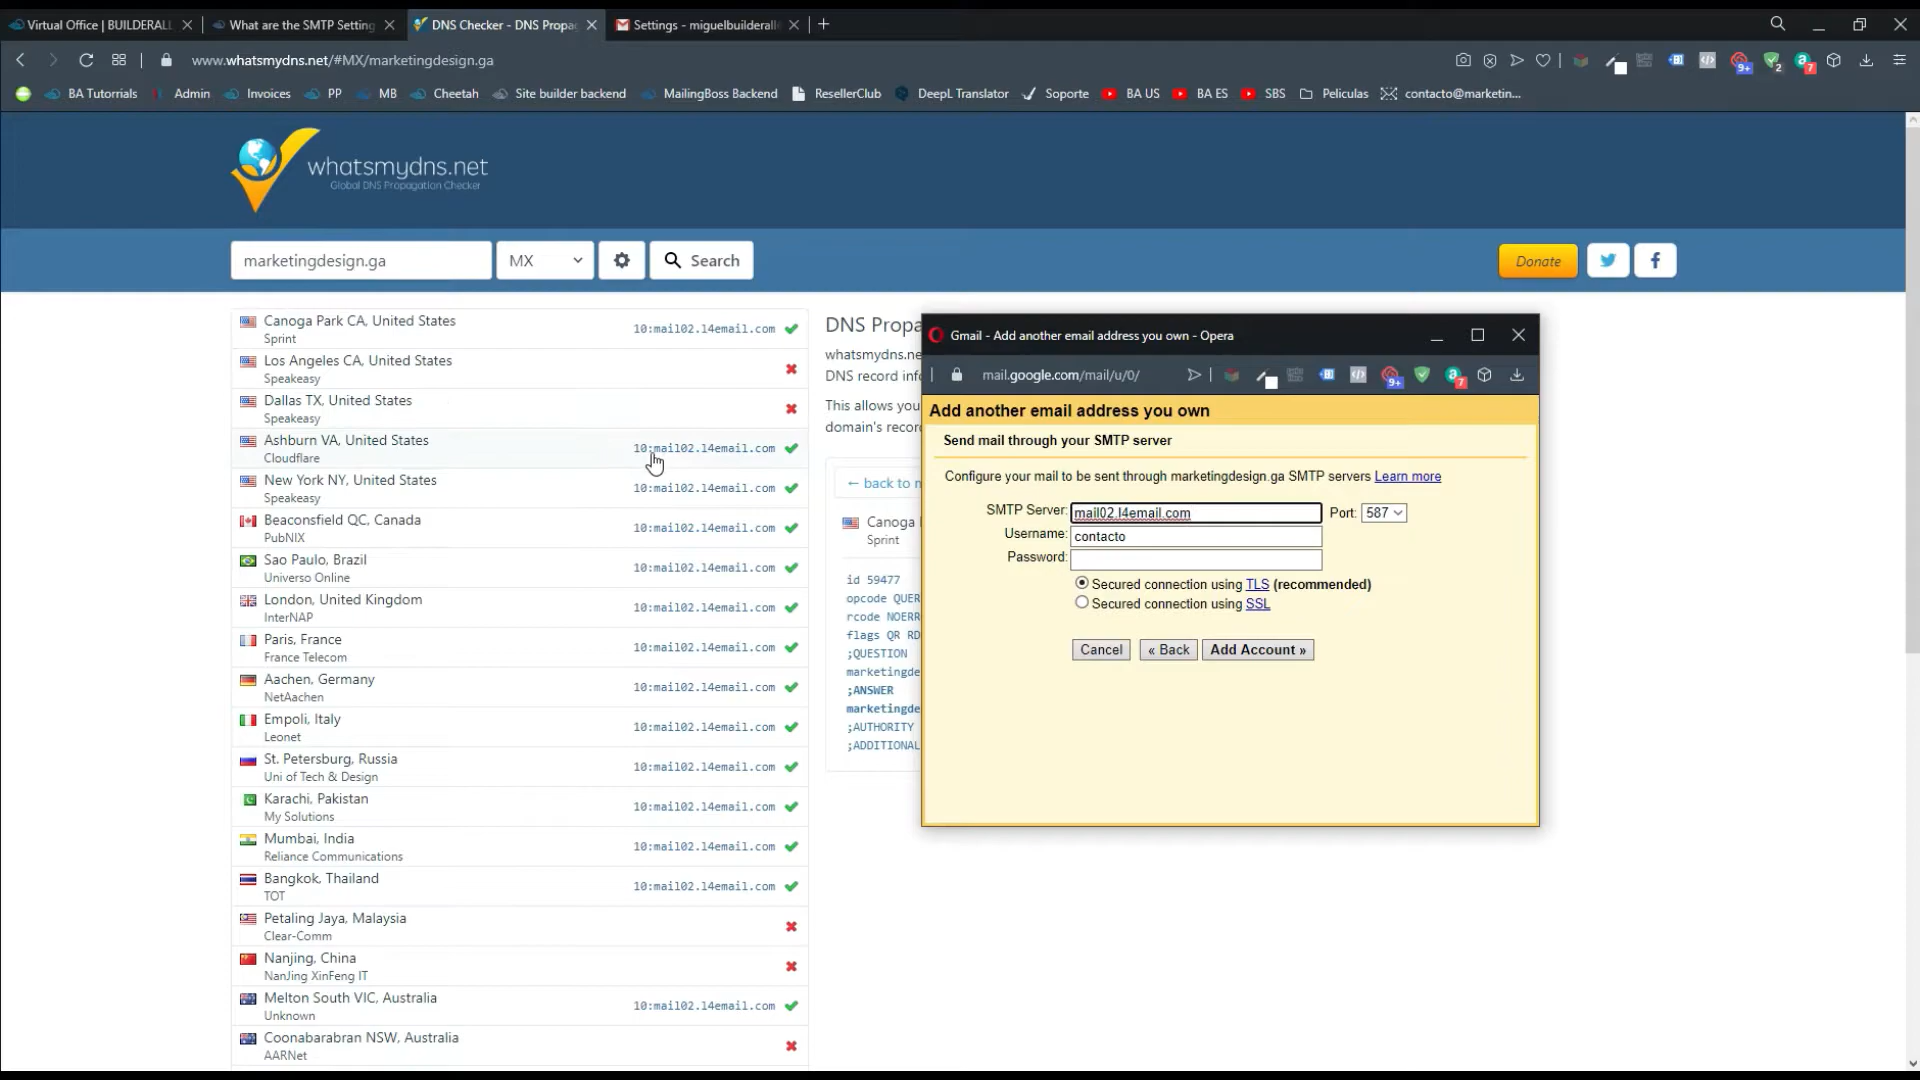 Virtual Office | BUILDERALL
What are the SMTP Setting
DNS Checker - DNS Propa
Settings - miguelbuilderall
www.whatsmydns.net/#MX/marketingdesign.ga
9+
2
7
BA Tutorrials
Admin
Invoices
PP
MB
Cheetah
Site builder backend
MailingBoss Backend
ResellerClub
DeepL Translator
Soporte
BA US
BA ES
SBS
Peliculas
contacto@marketin...
whatsmydns.net
Global DNS Propagation Checker
marketingdesign.ga
MX
Search
Donate
Canoga Park CA, United States
Sprint
10:mail02.l4email.com
Los Angeles CA, United States
Speakeasy
Dallas TX, United States
Speakeasy
Ashburn VA, United States
Cloudflare
10:mail02.l4email.com
New York NY, United States
Speakeasy
10:mail02.l4email.com
Beaconsfield QC, Canada
PubNIX
10:mail02.l4email.com
Sao Paulo, Brazil
Universo Online
10:mail02.l4email.com
London, United Kingdom
InterNAP
10:mail02.l4email.com
Paris, France
France Telecom
10:mail02.l4email.com
Aachen, Germany
NetAachen
10:mail02.l4email.com
Empoli, Italy
Leonet
10:mail02.l4email.com
St. Petersburg, Russia
Uni of Tech & Design
10:mail02.l4email.com
Karachi, Pakistan
My Solutions
10:mail02.l4email.com
Mumbai, India
Reliance Communications
10:mail02.l4email.com
Bangkok, Thailand
TOT
10:mail02.l4email.com
Petaling Jaya, Malaysia
Clear-Comm
Nanjing, China
NanJing XinFeng IT
Melton South VIC, Australia
Unknown
10:mail02.l4email.com
Coonabarabran NSW, Australia
AARNet
DNS Propa
whatsmydns.ne
DNS record info
This allows you
domain's recor
← back to m
Canoga
Sprint
id 59477
opcode QUER
rcode NOERR
flags QR RD
;QUESTION
marketingde
;ANSWER
marketingde
;AUTHORITY
;ADDITIONAL
Gmail - Add another email address you own - Opera
mail.google.com/mail/u/0/
9+
7
Add another email address you own
Send mail through your SMTP server
Configure your mail to be sent through marketingdesign.ga SMTP servers Learn more
SMTP Server: mail02.l4email.com Port: 587
Username: contacto
Password:
Secured connection using TLS (recommended)
Secured connection using SSL
Cancel
« Back
Add Account »